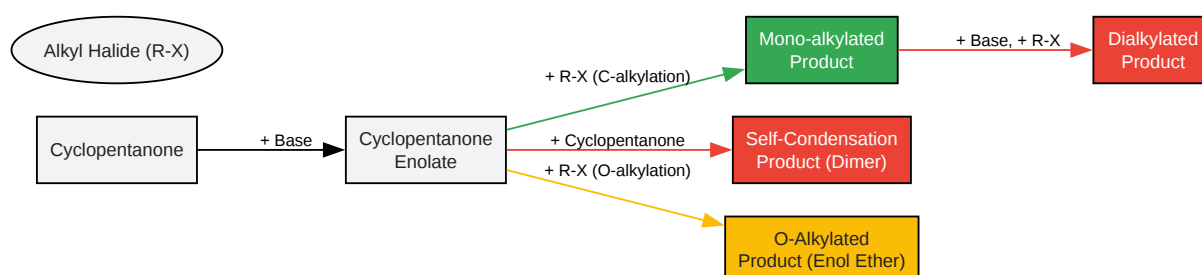 Alkyl Halide (R-X)
Cyclopentanone
+ Base
Cyclopentanone
Enolate
+ R-X (C-alkylation)
+ Cyclopentanone
+ R-X (O-alkylation)
Mono-alkylated
Product
+ Base, + R-X
Dialkylated
Product
Self-Condensation
Product (Dimer)
O-Alkylated
Product (Enol Ether)